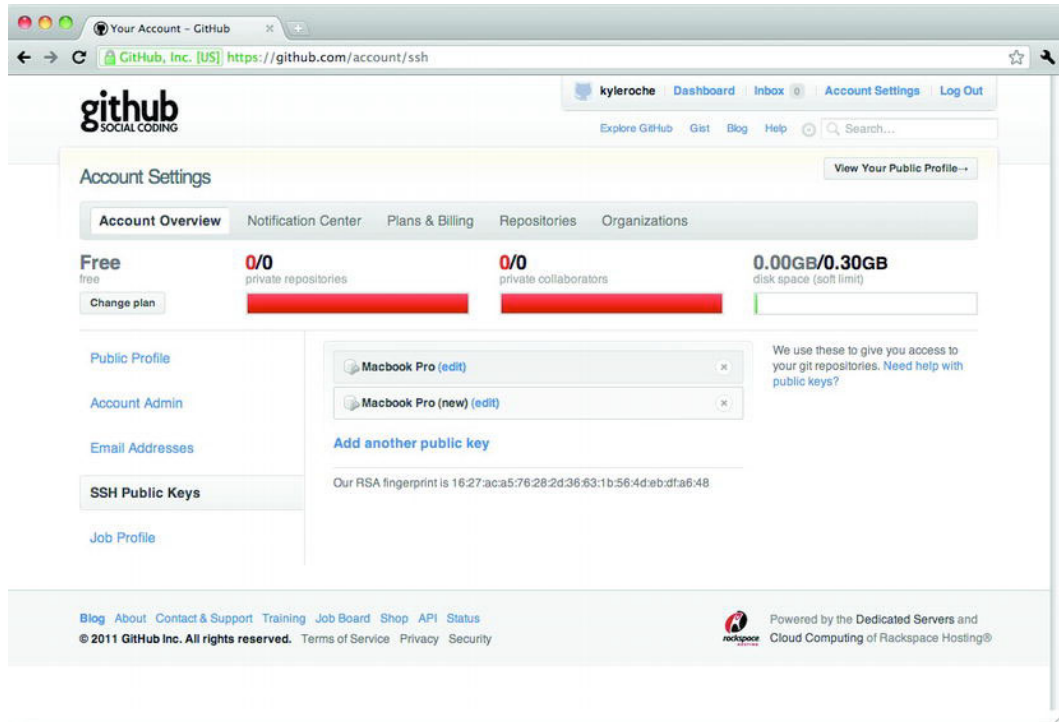 Your Account – GitHub
GitHub, Inc. [US] https://github.com/account/ssh
github
SOCIAL CODING
kyleroche Dashboard Inbox 0 Account Settings Log Out
Explore GitHub Gist Blog Help Search...
Account Settings
View Your Public Profile→
Account Overview Notification Center Plans & Billing Repositories Organizations
Free
free
Change plan
0/0
private repositories
0/0
private collaborators
0.00GB/0.30GB
disk space (soft limit)
Public Profile
Account Admin
Email Addresses
SSH Public Keys
Job Profile
Macbook Pro (edit)
Macbook Pro (new) (edit)
Add another public key
Our RSA fingerprint is 16:27:ac:a5:76:28:2d:36:63:1b:56:4d:eb:df:a6:48
We use these to give you access to
your git repositories. Need help with
public keys?
Blog About Contact & Support Training Job Board Shop API Status
© 2011 GitHub Inc. All rights reserved. Terms of Service Privacy Security
rackspace
HOSTING
Powered by the Dedicated Servers and
Cloud Computing of Rackspace Hosting®